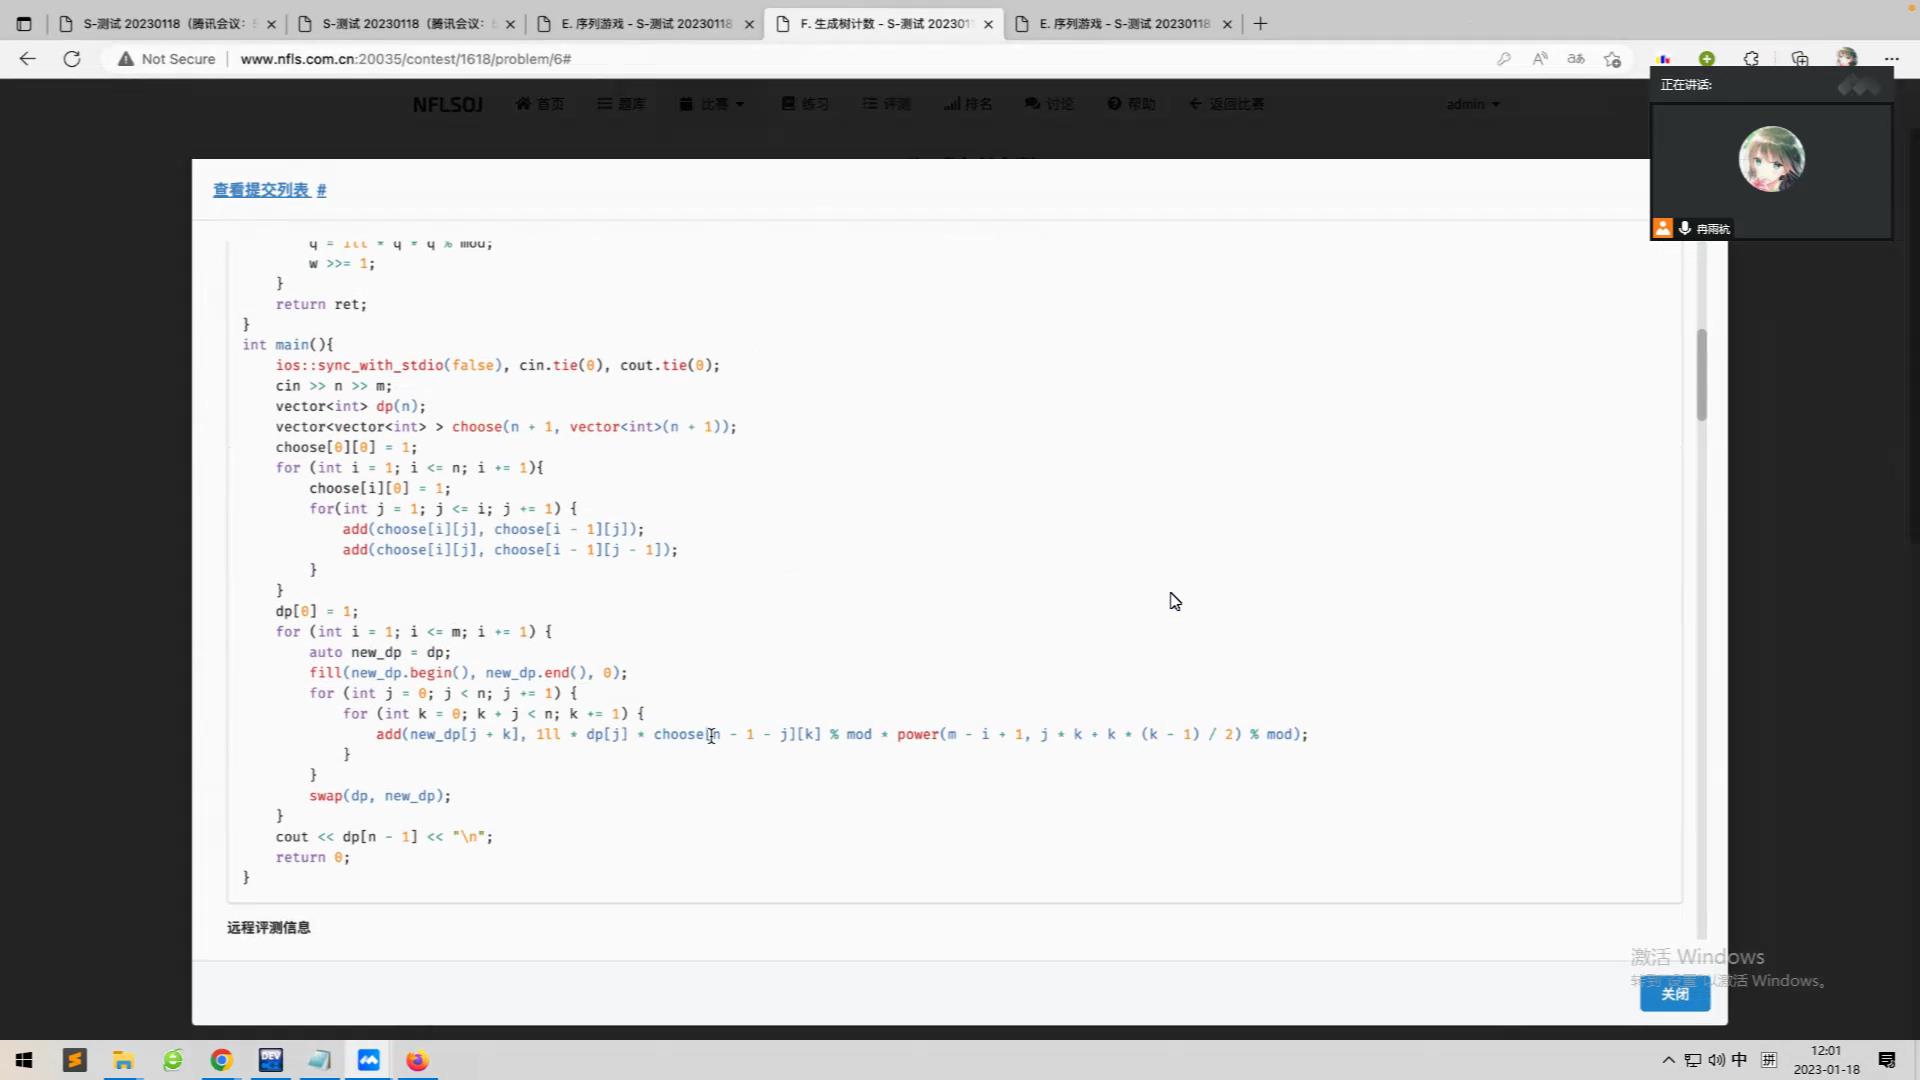 S-测试 20230118（腾讯会议：
S-测试 20230118（腾讯会议：
E. 序列游戏 - S-测试 20230118
F. 生成树计数 - S-测试 2023011
E. 序列游戏 - S-测试 20230118
Not Secure | www.nfls.com.cn:20035/contest/1618/problem/6#
正在讲话:
冉雨杭
NFLSOJ 首页 题库 比赛 练习 评测 排名 讨论 帮助 返回比赛 admin
查看提交列表 #
q = 1ll * q * q % mod;
w >>= 1;
}
return ret;
}
int main(){
ios::sync_with_stdio(false), cin.tie(0), cout.tie(0);
cin >> n >> m;
vector<int> dp(n);
vector<vector<int> > choose(n + 1, vector<int>(n + 1));
choose[0][0] = 1;
for (int i = 1; i <= n; i += 1){
choose[i][0] = 1;
for(int j = 1; j <= i; j += 1) {
add(choose[i][j], choose[i - 1][j]);
add(choose[i][j], choose[i - 1][j - 1]);
}
}
dp[0] = 1;
for (int i = 1; i <= m; i += 1) {
auto new_dp = dp;
fill(new_dp.begin(), new_dp.end(), 0);
for (int j = 0; j < n; j += 1) {
for (int k = 0; k + j < n; k += 1) {
add(new_dp[j + k], 1ll * dp[j] * choose[n - 1 - j][k] % mod * power(m - i + 1, j * k + k * (k - 1) / 2) % mod);
}
}
swap(dp, new_dp);
}
cout << dp[n - 1] << "\n";
return 0;
}
远程评测信息
激活 Windows
转到"设置"以激活 Windows。
关闭
DEV
中
拼
12:01
2023-01-18